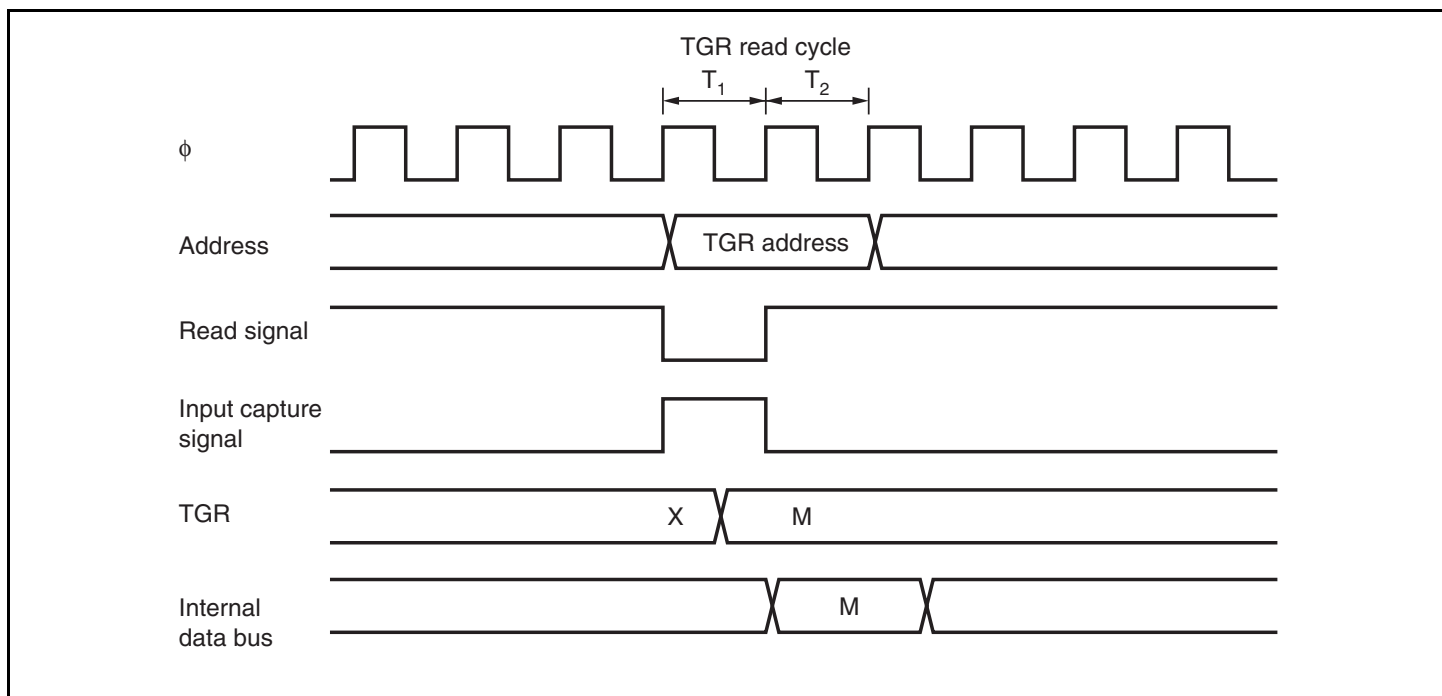 TGR read cycle
T₁ T₂
ϕ
Address
TGR address
Read signal
Input capture
signal
TGR
X M
Internal
data bus
M